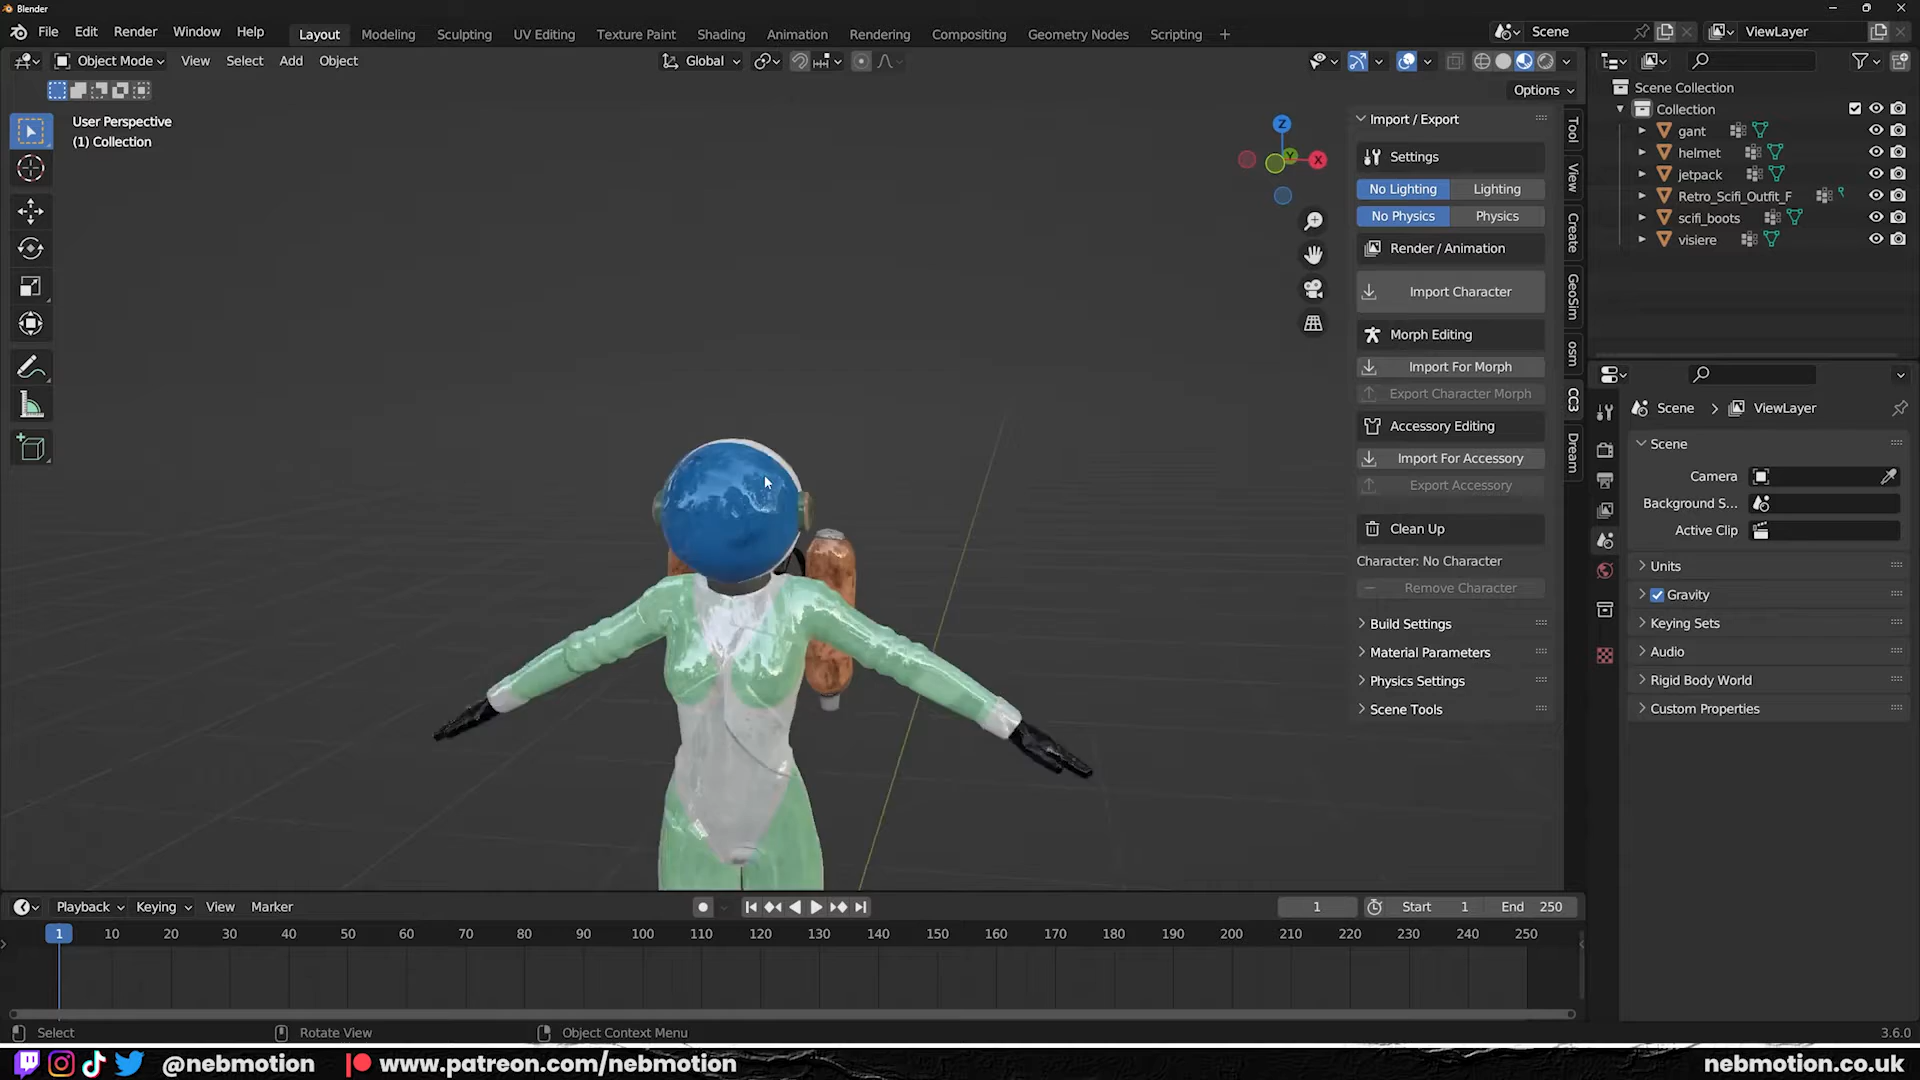 Blender
File Edit Render Window Help
Layout Modeling Sculpting UV Editing Texture Paint Shading Animation Rendering Compositing Geometry Nodes Scripting +
Scene
ViewLayer
Object Mode View Select Add Object
Global
Options
User Perspective
(1) Collection
Z
Y
X
Import / Export
Settings
No Lighting Lighting
No Physics Physics
Render / Animation
Import Character
Morph Editing
Import For Morph
Export Character Morph
Accessory Editing
Import For Accessory
Export Accessory
Clean Up
Character: No Character
Remove Character
Build Settings
Material Parameters
Physics Settings
Scene Tools
Tool
View
Create
GeoSim
osm
CC3
Dream
Scene Collection
Collection
gant
helmet
jetpack
Retro_Scifi_Outfit_F
scifi_boots
visiere
Scene > ViewLayer
Scene
Camera
Background S...
Active Clip
Units
Gravity
Keying Sets
Audio
Rigid Body World
Custom Properties
Playback Keying View Marker
1 Start 1 End 250
1 10 20 30 40 50 60 70 80 90 100 110 120 130 140 150 160 170 180 190 200 210 220 230 240 250
Select Rotate View Object Context Menu
3.6.0
@nebmotion www.patreon.com/nebmotion nebmotion.co.uk